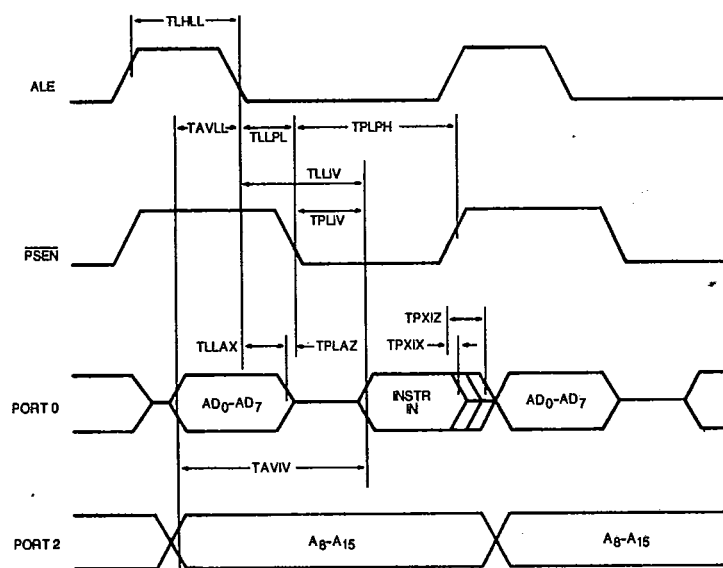 TLHLL
ALE
TAVLL
TLLPL
TPLPH
TLLIV
TPLIV
PSEN
TPXIZ
TLLAX
TPLAZ
TPXIX
PORT 0
AD0-AD7
INSTR
IN
AD0-AD7
TAVIV
PORT 2
A8-A15
A8-A15